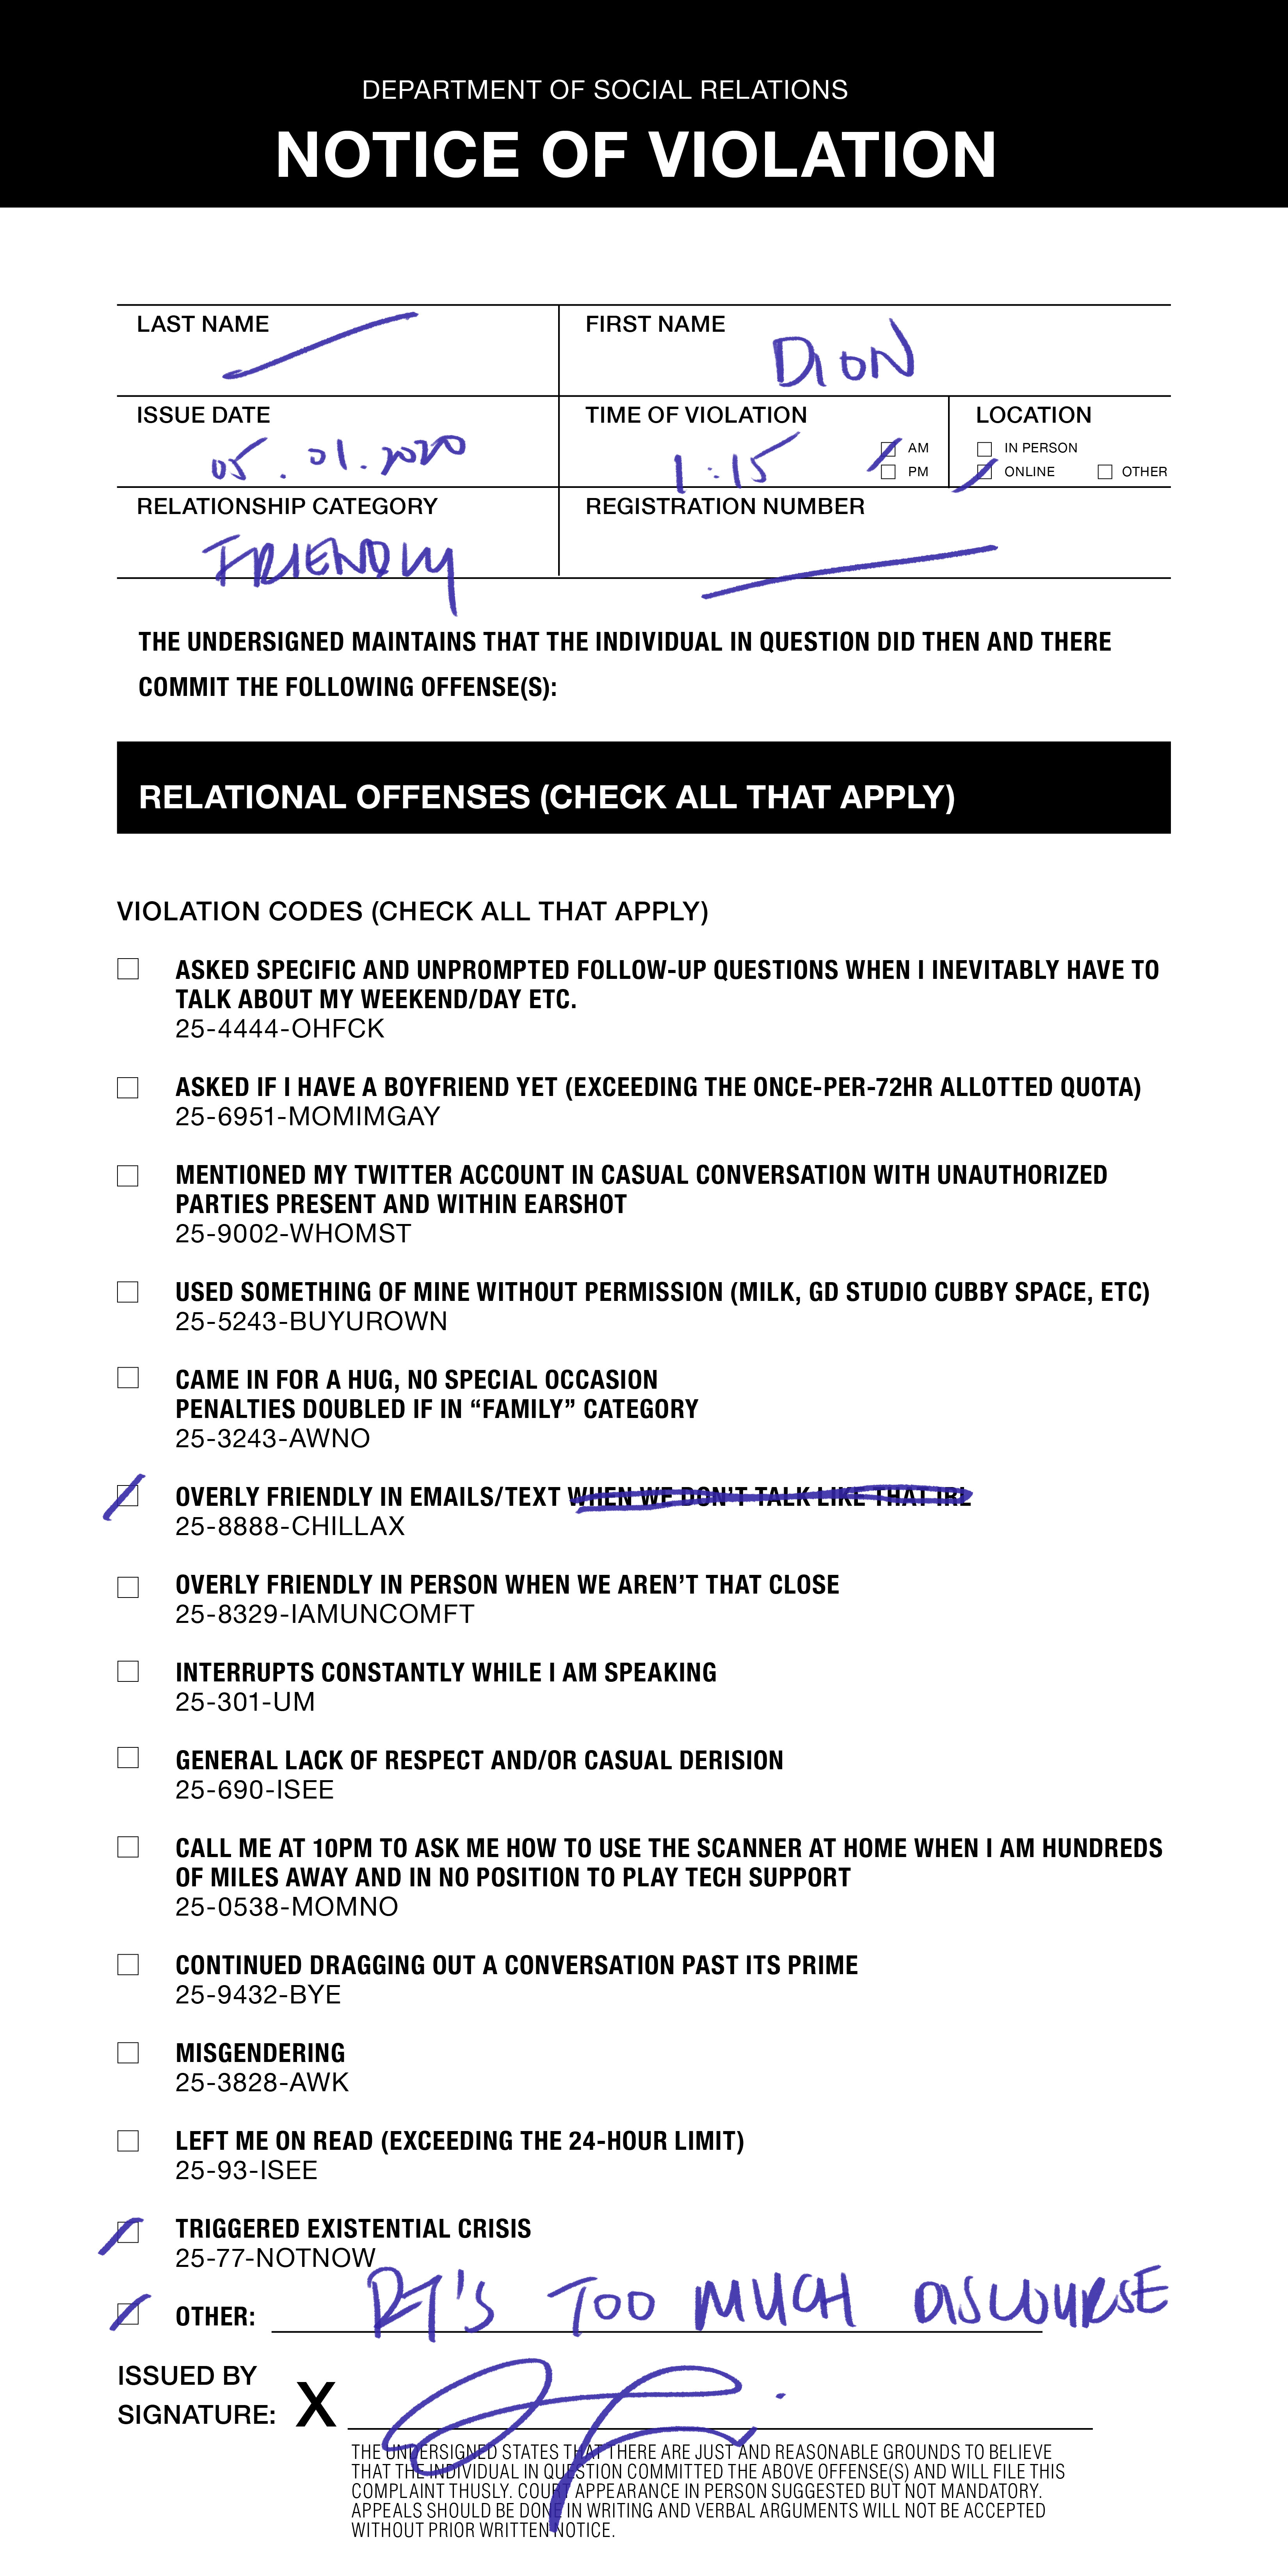 DEPARTMENT OF SOCIAL RELATIONS
NOTICE OF VIOLATION
LAST NAME
FIRST NAME
DION
ISSUE DATE
05.01.2020
TIME OF VIOLATION
1:15
AM
PM
LOCATION
IN PERSON
ONLINE
OTHER
RELATIONSHIP CATEGORY
FRIENDLY
REGISTRATION NUMBER
THE UNDERSIGNED MAINTAINS THAT THE INDIVIDUAL IN QUESTION DID THEN AND THERE
COMMIT THE FOLLOWING OFFENSE(S):
RELATIONAL OFFENSES (CHECK ALL THAT APPLY)
VIOLATION CODES (CHECK ALL THAT APPLY)
ASKED SPECIFIC AND UNPROMPTED FOLLOW-UP QUESTIONS WHEN I INEVITABLY HAVE TO
TALK ABOUT MY WEEKEND/DAY ETC.
25-4444-OHFCK
ASKED IF I HAVE A BOYFRIEND YET (EXCEEDING THE ONCE-PER-72HR ALLOTTED QUOTA)
25-6951-MOMIMGAY
MENTIONED MY TWITTER ACCOUNT IN CASUAL CONVERSATION WITH UNAUTHORIZED
PARTIES PRESENT AND WITHIN EARSHOT
25-9002-WHOMST
USED SOMETHING OF MINE WITHOUT PERMISSION (MILK, GD STUDIO CUBBY SPACE, ETC)
25-5243-BUYUROWN
CAME IN FOR A HUG, NO SPECIAL OCCASION
PENALTIES DOUBLED IF IN “FAMILY” CATEGORY
25-3243-AWNO
OVERLY FRIENDLY IN EMAILS/TEXT WHEN WE DON’T TALK LIKE THAT IRL
25-8888-CHILLAX
OVERLY FRIENDLY IN PERSON WHEN WE AREN’T THAT CLOSE
25-8329-IAMUNCOMFT
INTERRUPTS CONSTANTLY WHILE I AM SPEAKING
25-301-UM
GENERAL LACK OF RESPECT AND/OR CASUAL DERISION
25-690-ISEE
CALL ME AT 10PM TO ASK ME HOW TO USE THE SCANNER AT HOME WHEN I AM HUNDREDS
OF MILES AWAY AND IN NO POSITION TO PLAY TECH SUPPORT
25-0538-MOMNO
CONTINUED DRAGGING OUT A CONVERSATION PAST ITS PRIME
25-9432-BYE
MISGENDERING
25-3828-AWK
LEFT ME ON READ (EXCEEDING THE 24-HOUR LIMIT)
25-93-ISEE
TRIGGERED EXISTENTIAL CRISIS
25-77-NOTNOW
OTHER: RT'S TOO MUCH DISCOURSE
ISSUED BY
SIGNATURE: X
THE UNDERSIGNED STATES THAT THERE ARE JUST AND REASONABLE GROUNDS TO BELIEVE
THAT THE INDIVIDUAL IN QUESTION COMMITTED THE ABOVE OFFENSE(S) AND WILL FILE THIS
COMPLAINT THUSLY. COURT APPEARANCE IN PERSON SUGGESTED BUT NOT MANDATORY.
APPEALS SHOULD BE DONE IN WRITING AND VERBAL ARGUMENTS WILL NOT BE ACCEPTED
WITHOUT PRIOR WRITTEN NOTICE.